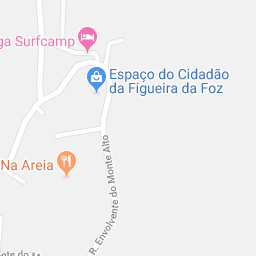 ga Surfcamp
Espaço do Cidadão
da Figueira da Foz
Na Areia
R. Envolvente do Monte Alto